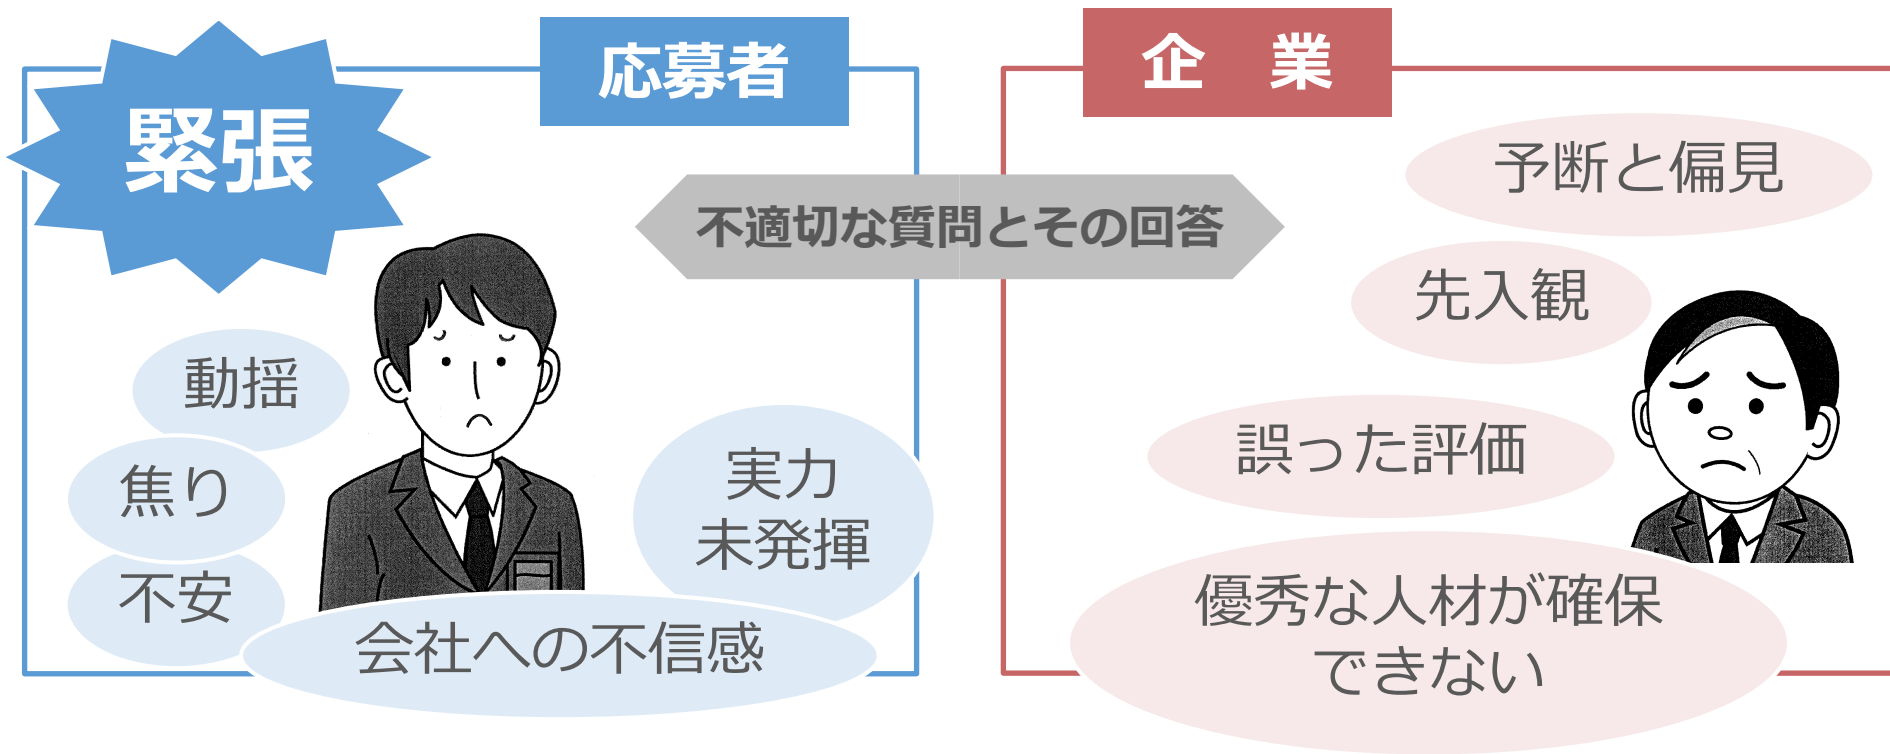 応募者
緊張
動揺
焦り
不安
実力
未発揮
会社への不信感
不適切な質問とその回答
企　業
予断と偏見
先入観
誤った評価
優秀な人材が確保
できない